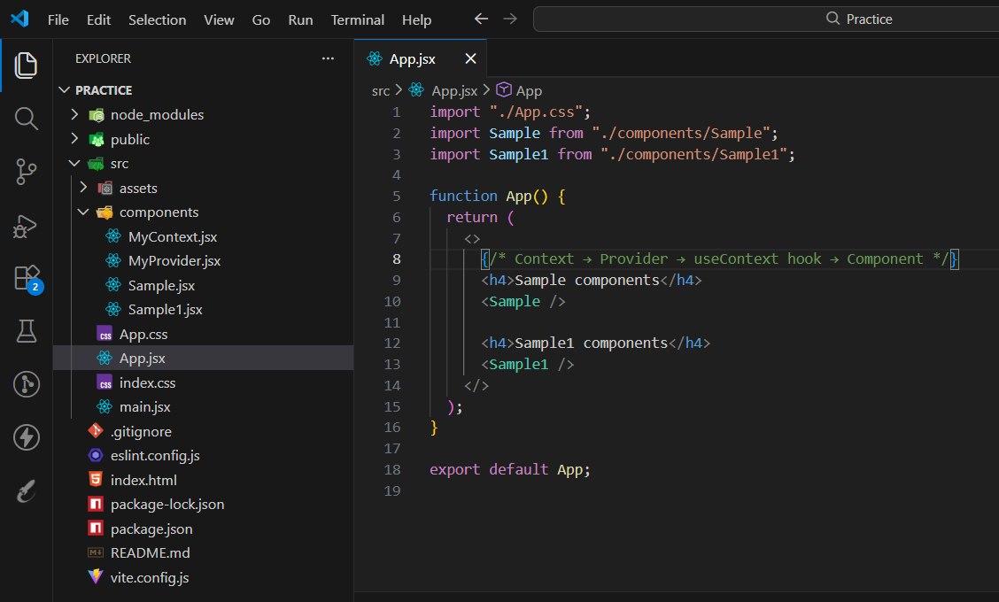 File Edit Selection View Go Run Terminal Help
Practice
EXPLORER
PRACTICE
node_modules
public
src
assets
components
MyContext.jsx
MyProvider.jsx
Sample.jsx
Sample1.jsx
CSS App.css
App.jsx
CSS index.css
main.jsx
.gitignore
eslint.config.js
5 index.html
package-lock.json
package.json
M↓ README.md
vite.config.js
2
App.jsx
src App.jsx App
1 import "./App.css";
2 import Sample from "./components/Sample";
3 import Sample1 from "./components/Sample1";
4
5 function App() {
6 return (
7 <>
8 {/* Context → Provider → useContext hook → Component */}
9 <h4>Sample components</h4>
10 <Sample />
11
12 <h4>Sample1 components</h4>
13 <Sample1 />
14 </>
15 );
16 }
17
18 export default App;
19